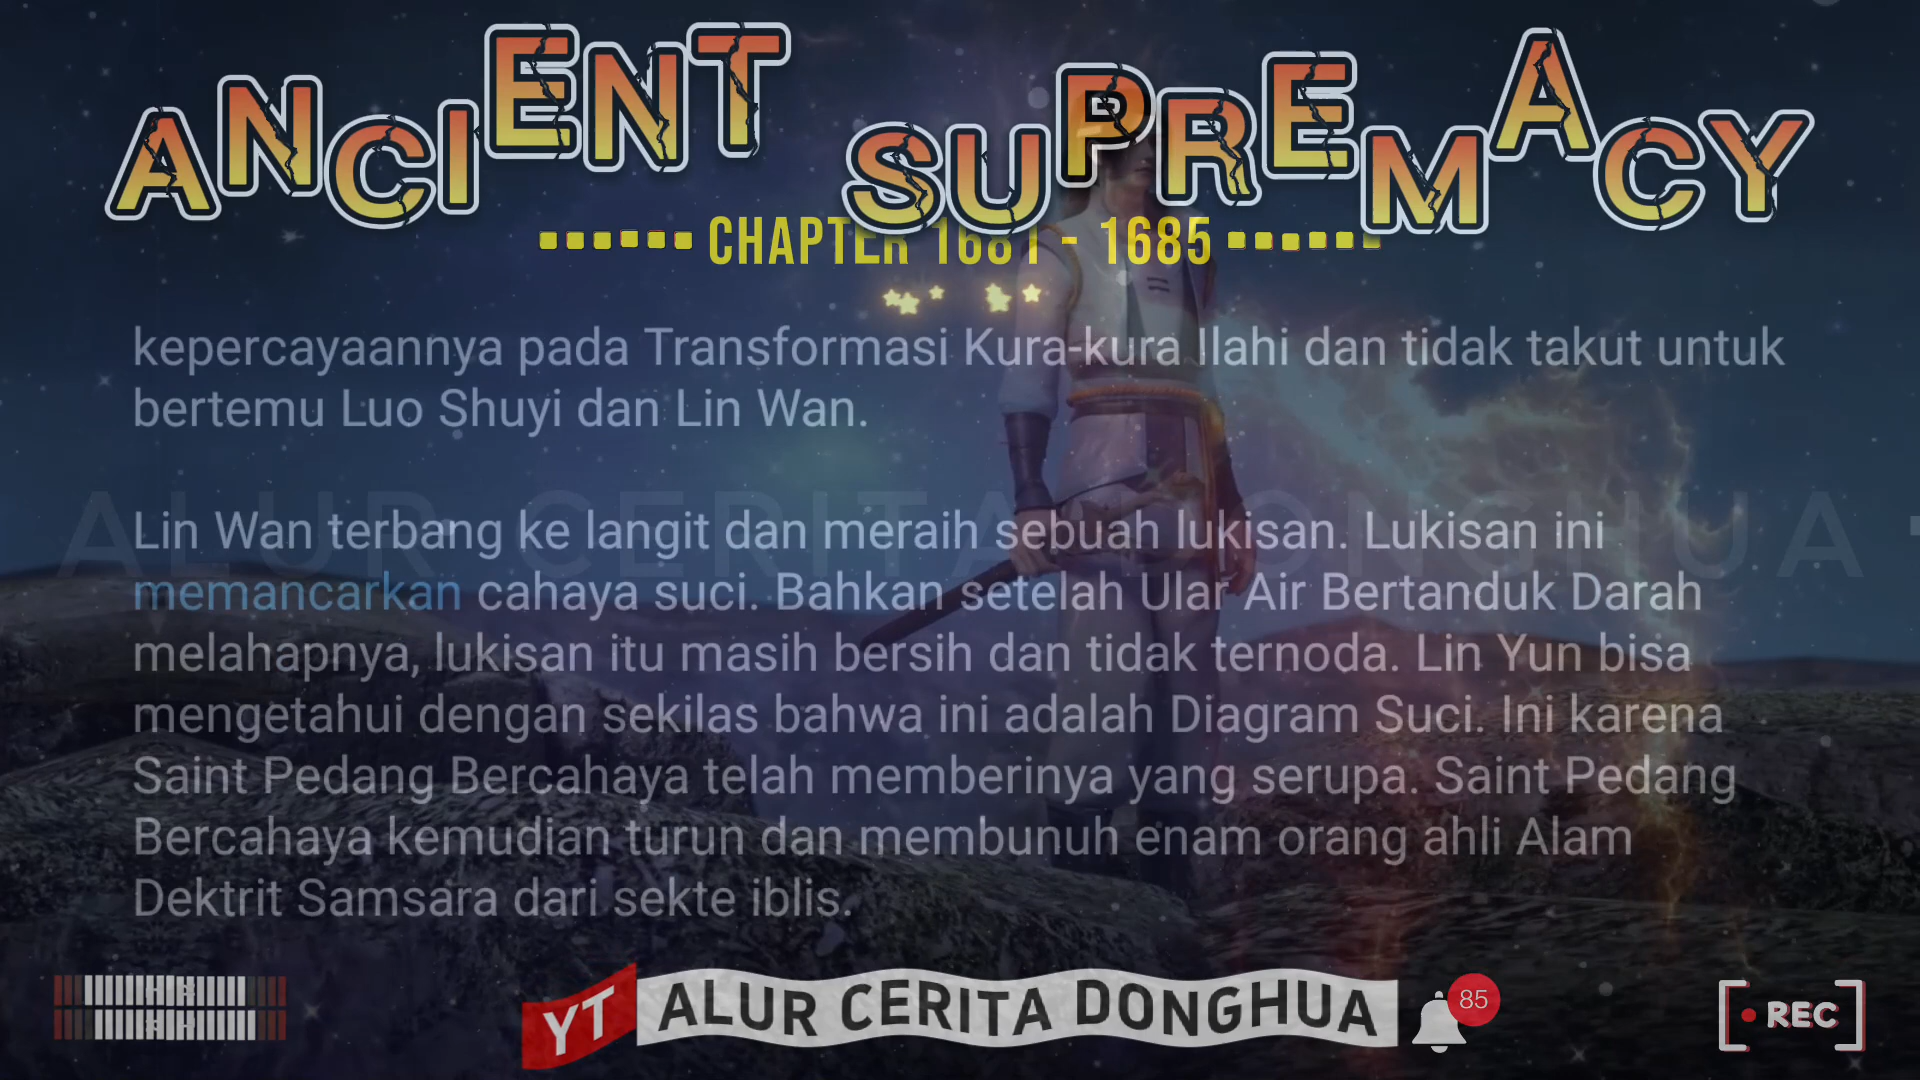 ANCIENT SUPREMACY
CHAPTER 1681 - 1685
kepercayaannya pada Transformasi Kura-kura Ilahi dan tidak takut untuk
bertemu Luo Shuyi dan Lin Wan.
ALUR CERITA DONGHUA
Lin Wan terbang ke langit dan meraih sebuah lukisan. Lukisan ini
memancarkan cahaya suci. Bahkan setelah Ular Air Bertanduk Darah
melahapnya, lukisan itu masih bersih dan tidak ternoda. Lin Yun bisa
mengetahui dengan sekilas bahwa ini adalah Diagram Suci. Ini karena
Saint Pedang Bercahaya telah memberinya yang serupa. Saint Pedang
Bercahaya kemudian turun dan membunuh enam orang ahli Alam
Dektrit Samsara dari sekte iblis.
YT ALUR CERITA DONGHUA 85
REC